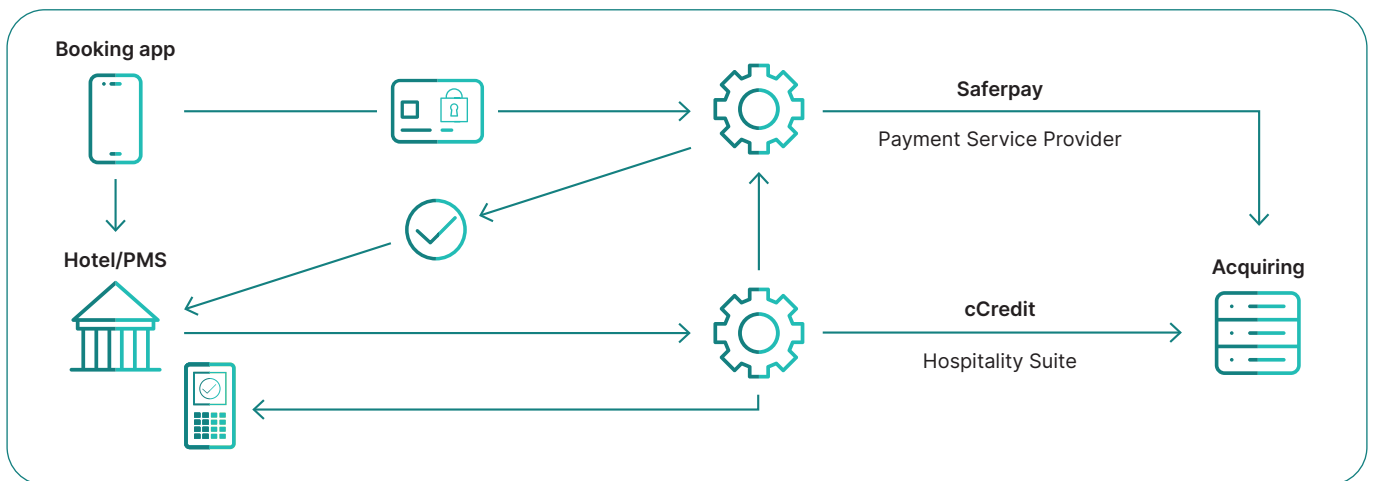 Booking app
Saferpay
Payment Service Provider
Hotel/PMS
Acquiring
cCredit
Hospitality Suite